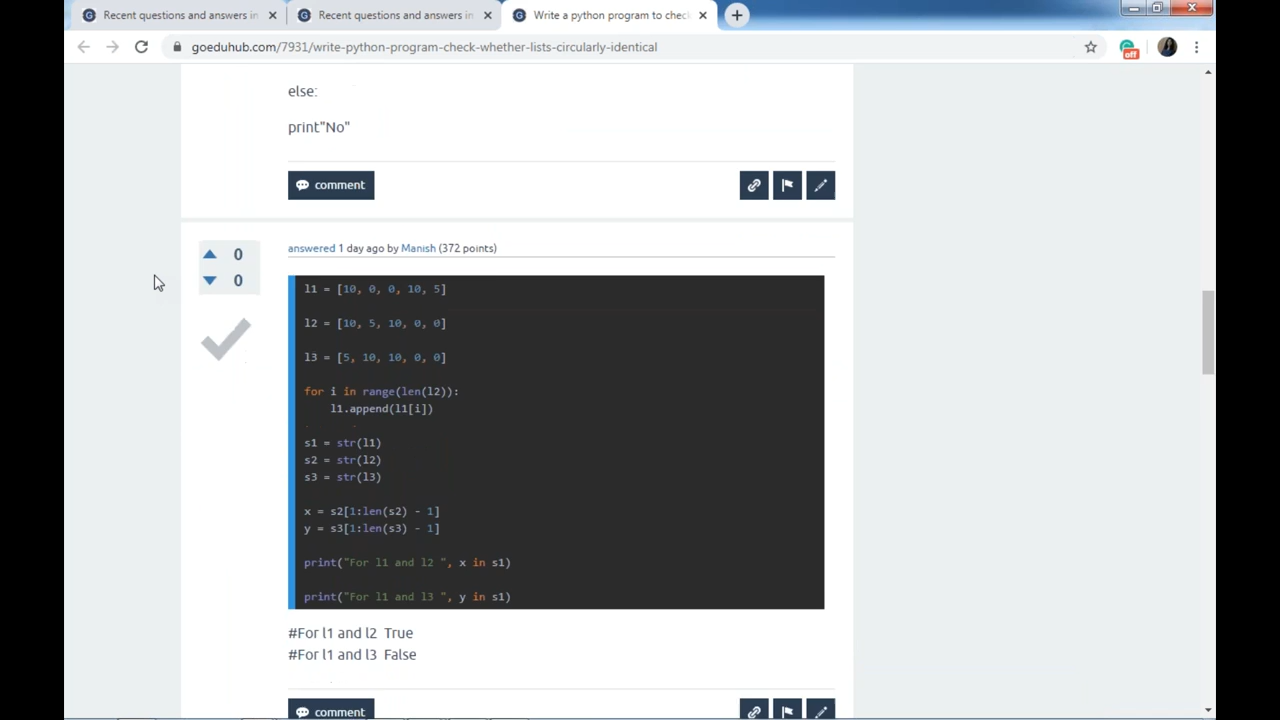 Recent questions and answers in
Recent questions and answers in
Write a python program to chec
goeduhub.com/7931/write-python-program-check-whether-lists-circularly-identical
off
else:
print"No"
comment
0
0
answered 1 day ago by Manish (372 points)
l1 = [10, 0, 0, 10, 5]
l2 = [10, 5, 10, 0, 0]
l3 = [5, 10, 10, 0, 0]
for i in range(len(l2)):
l1.append(l1[i])
s1 = str(l1)
s2 = str(l2)
s3 = str(l3)
x = s2[1:len(s2) - 1]
y = s3[1:len(s3) - 1]
print("For l1 and l2 ", x in s1)
print("For l1 and l3 ", y in s1)
#For l1 and l2 True
#For l1 and l3 False
comment